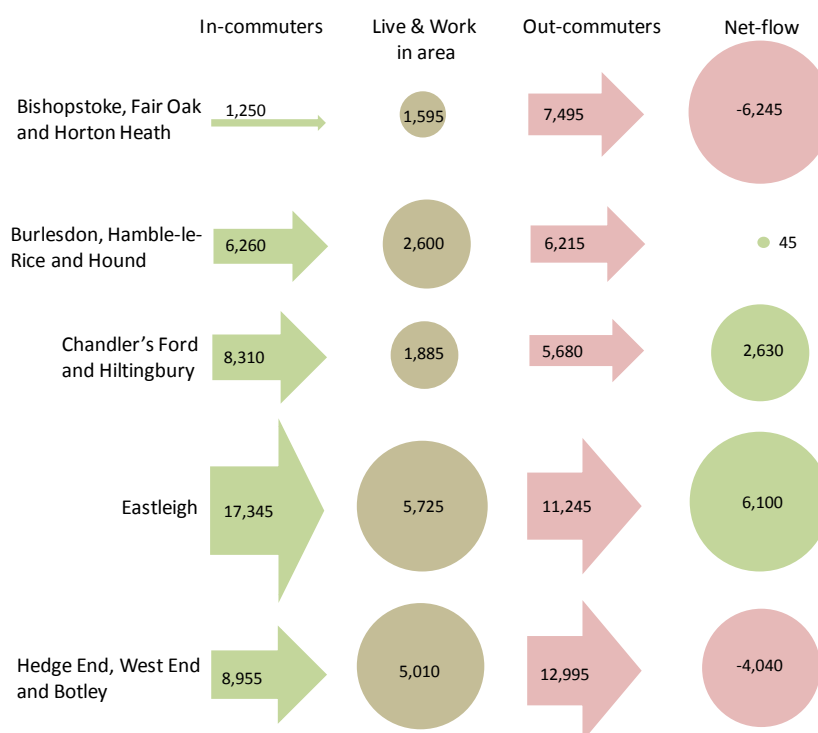 In-commuters Live & Work in area Out-commuters Net-flow
Bishopstoke, Fair Oak
and Horton Heath
1,250 1,595 7,495 -6,245
Burlesdon, Hamble-le-
Rice and Hound
6,260 2,600 6,215 45
Chandler's Ford
and Hiltingbury
8,310 1,885 5,680 2,630
Eastleigh
17,345 5,725 11,245 6,100
Hedge End, West End
and Botley
8,955 5,010 12,995 -4,040